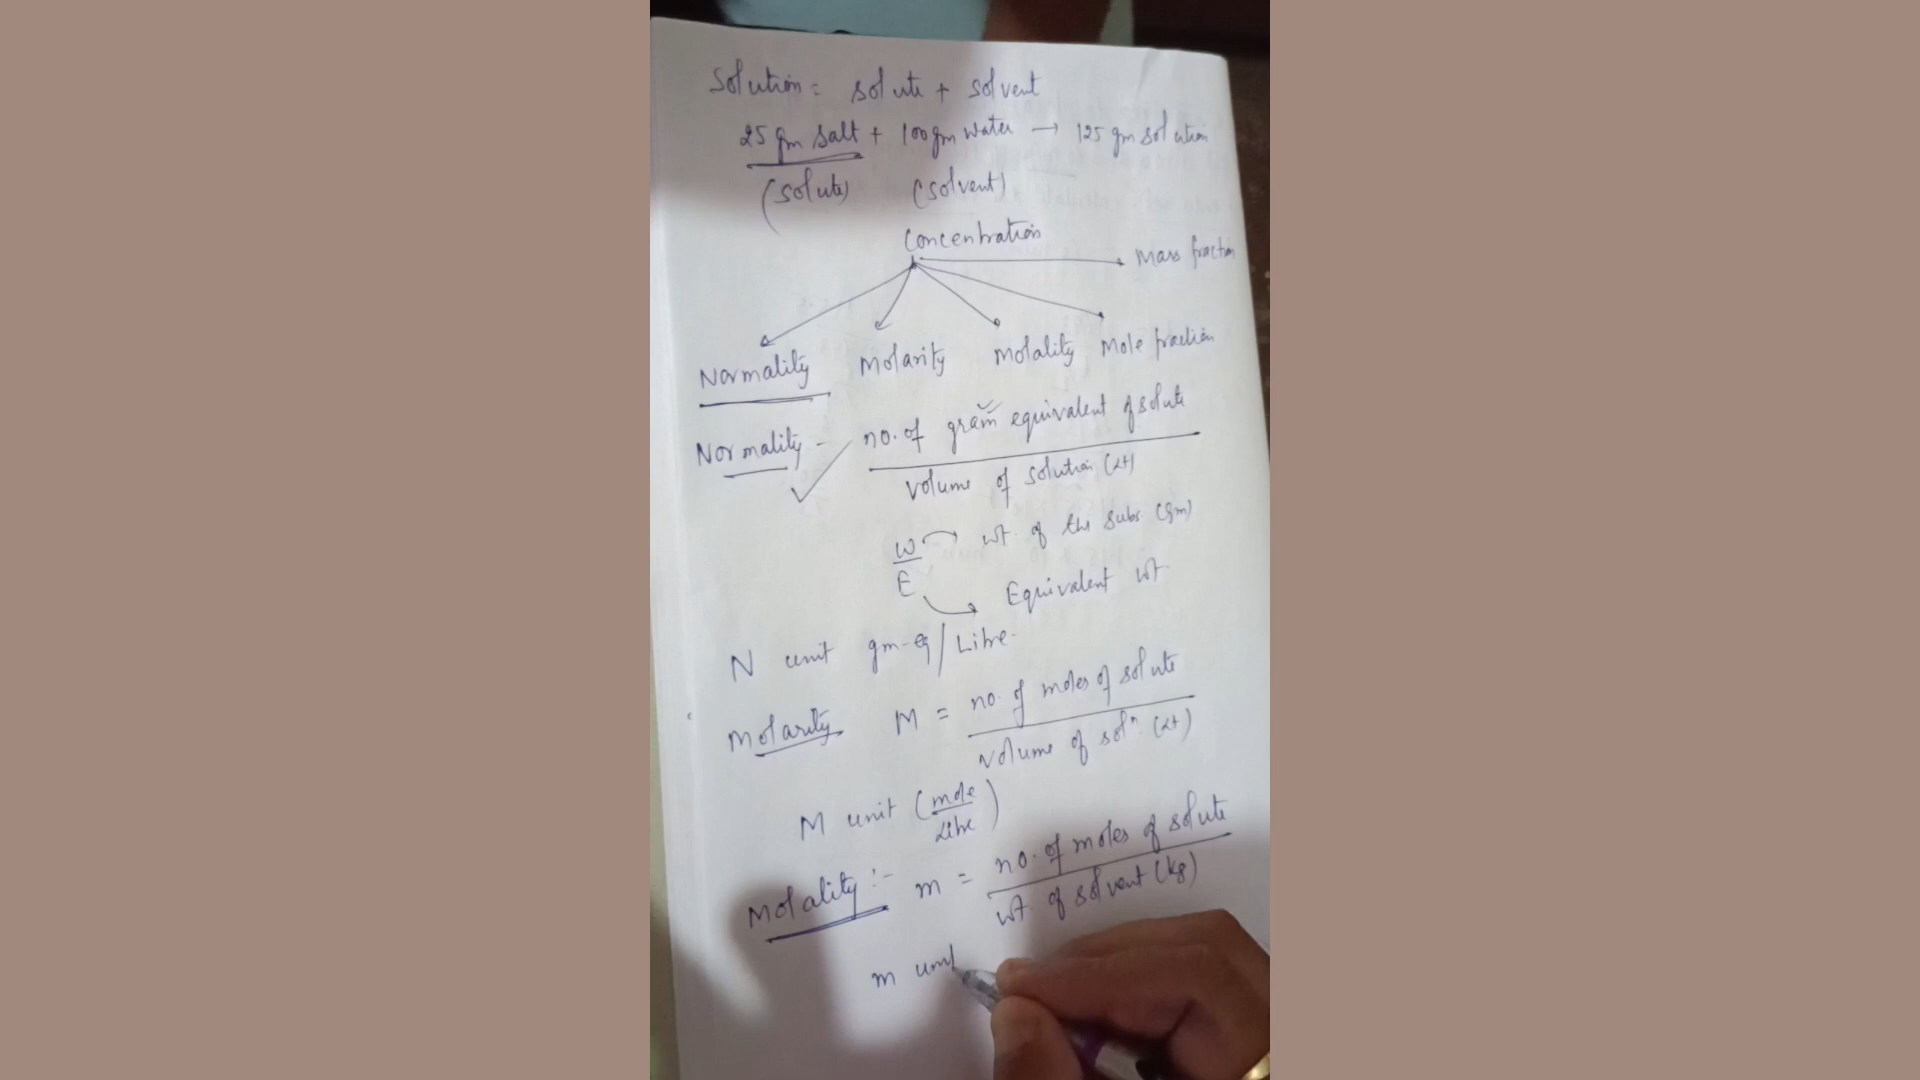 Solution = solute + solvent
25 gm salt + 100 gm water → 125 gm solution
(solute) (solvent)
Concentration
Mass fraction
Normality Molarity Molality Mole fraction
Normality - no. of gram equivalent of solute
volume of solution (Lt)
W → wt. of the subs (gm)
E → Equivalent wt.
N unit gm-eq/Litre.
Molarity M = no. of moles of solute
volume of solⁿ. (Lt)
M unit (mole
Litre)
Molality :- m = no. of moles of solute
wt. of solvent (kg)
m unit